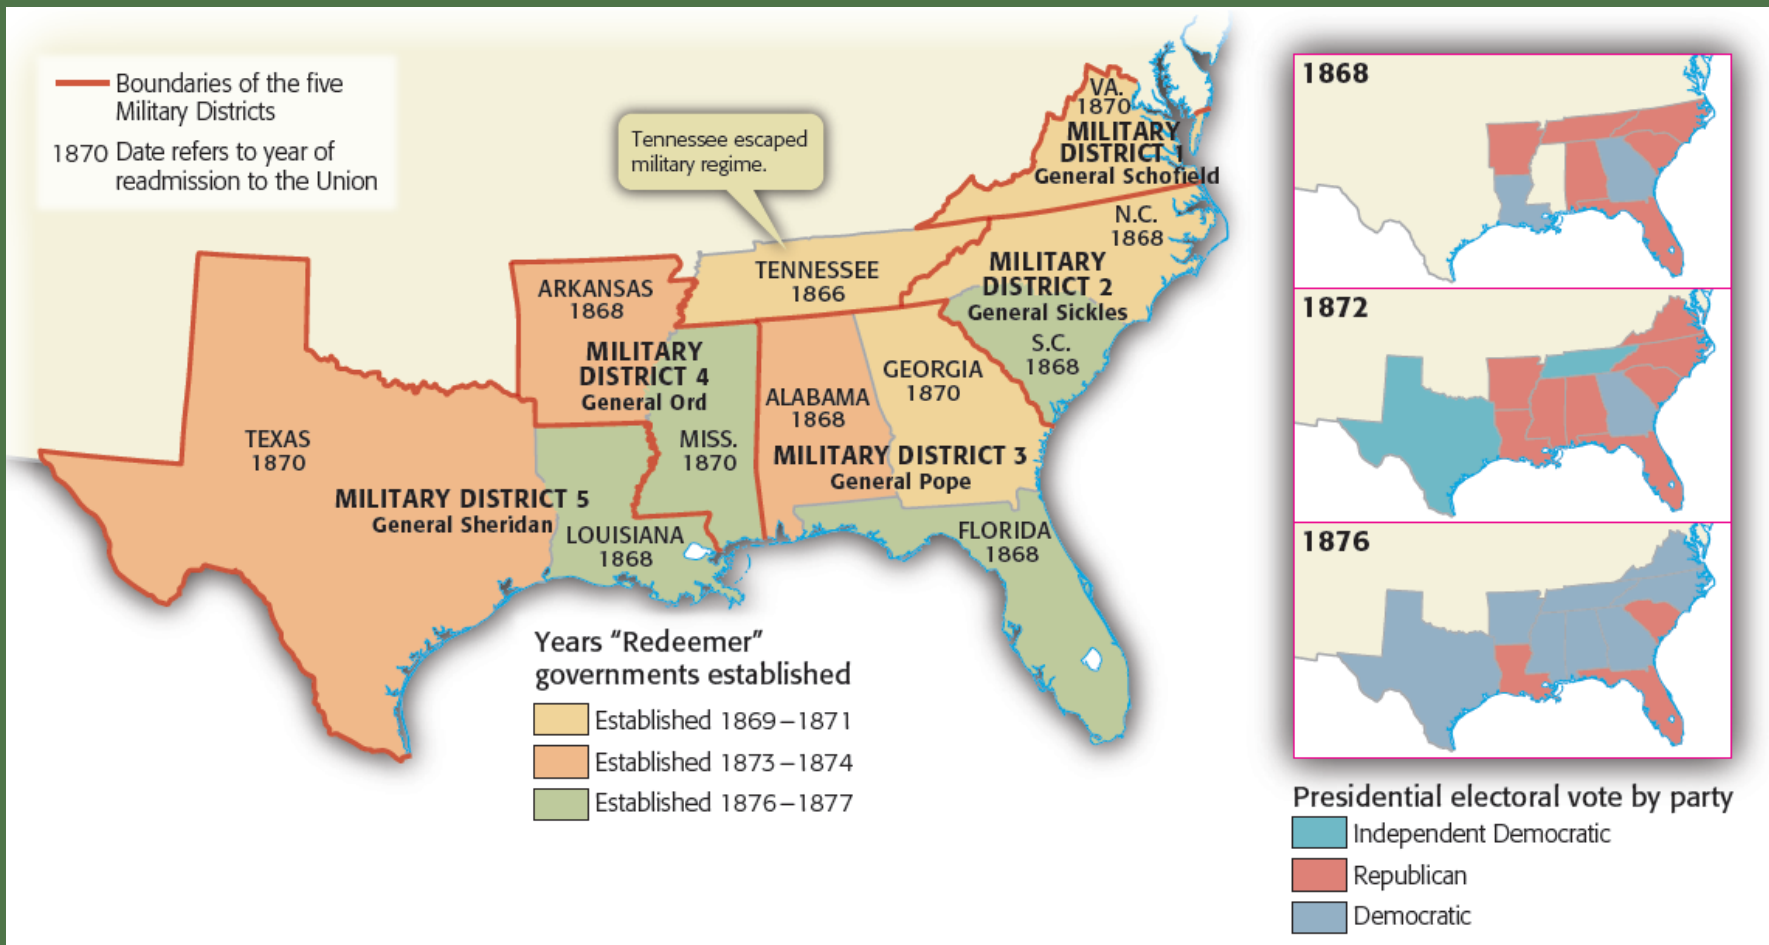 Boundaries of the five
Military Districts
1870 Date refers to year of
readmission to the Union
Tennessee escaped
military regime.
VA.
1870
MILITARY
DISTRICT 1
General Schofield
N.C.
1868
MILITARY
DISTRICT 2
General Sickles
S.C.
1868
TENNESSEE
1866
ARKANSAS
1868
MILITARY
DISTRICT 4
General Ord
MISS.
1870
ALABAMA
1868
GEORGIA
1870
MILITARY DISTRICT 3
General Pope
TEXAS
1870
MILITARY DISTRICT 5
General Sheridan
LOUISIANA
1868
FLORIDA
1868
Years “Redeemer”
governments established
Established 1869–1871
Established 1873–1874
Established 1876–1877
1868
1872
1876
Presidential electoral vote by party
Independent Democratic
Republican
Democratic